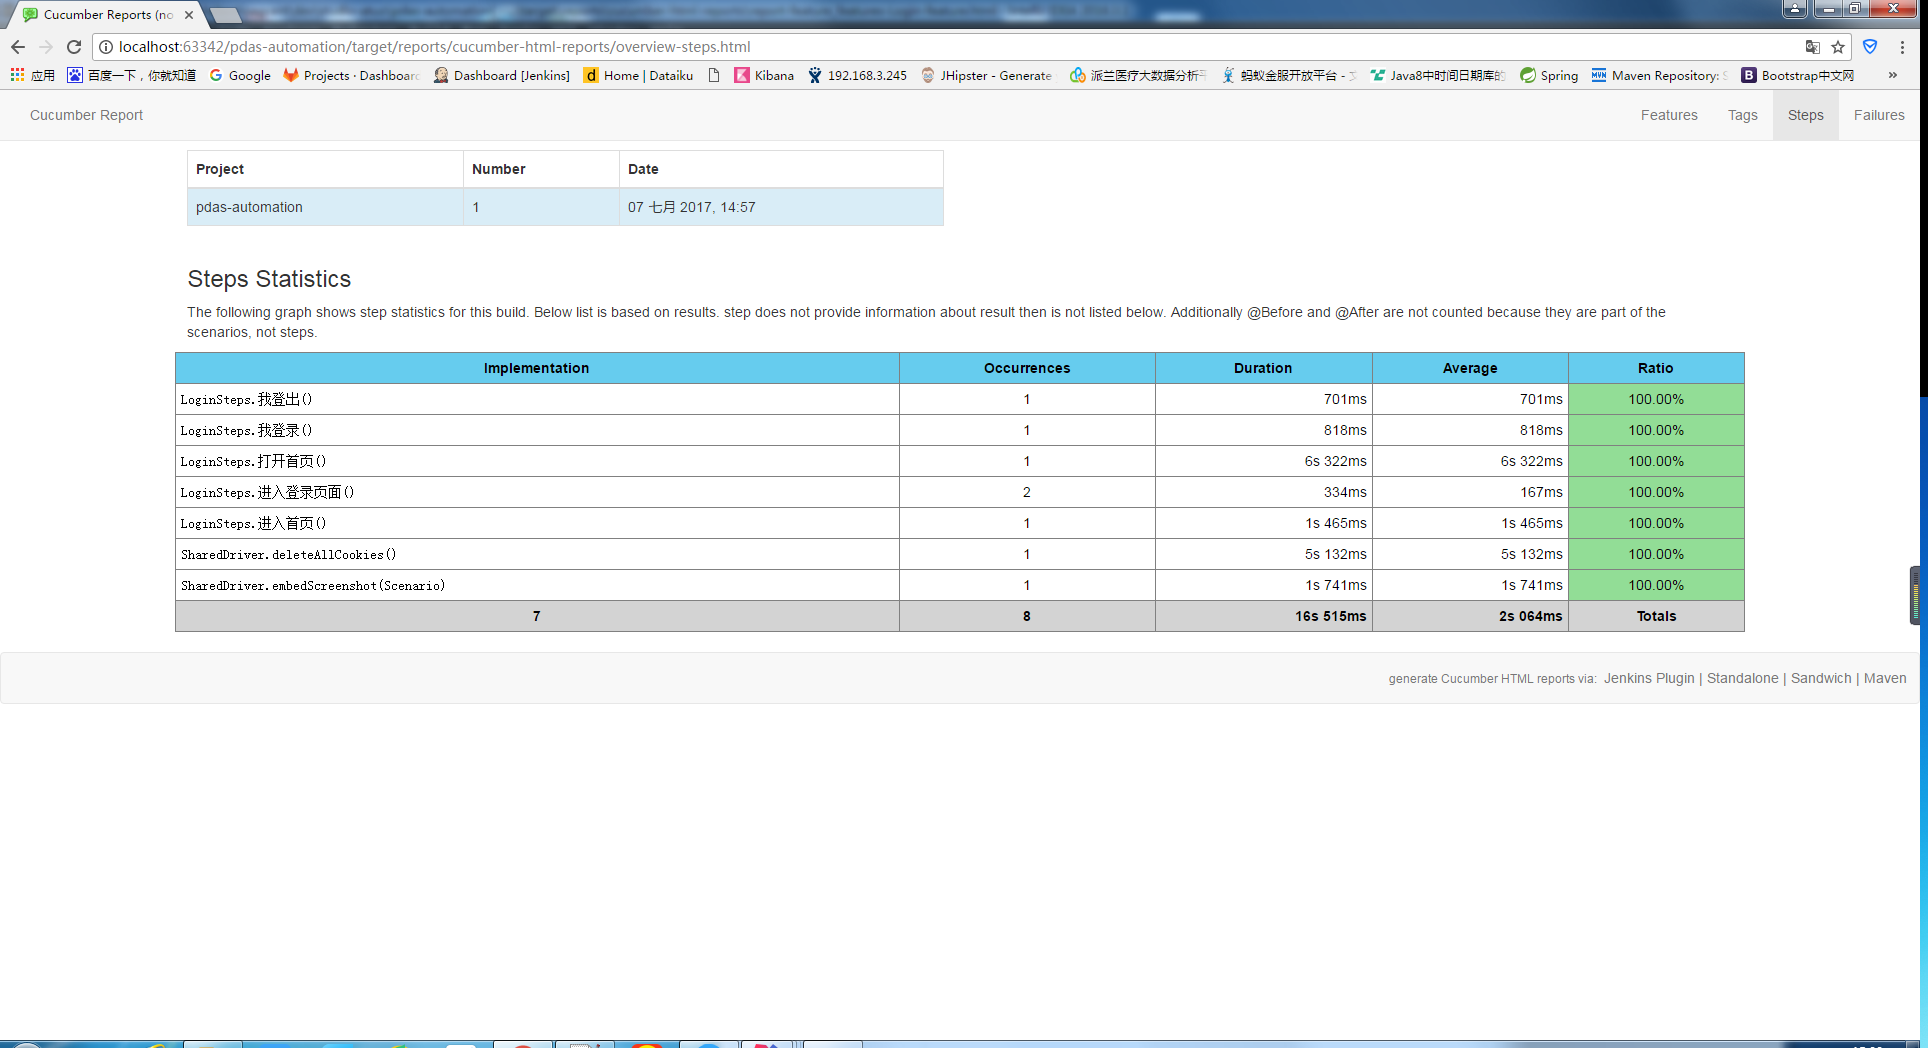 Cucumber Reports (no
localhost:63342/pdas-automation/target/reports/cucumber-html-reports/overview-steps.html
应用 百度一下，你就知道 Google Projects · Dashboard Dashboard [Jenkins] Home | Dataiku Kibana 192.168.3.245 JHipster - Generate 派兰医疗大数据分析 蚂蚁金服开放平台 - Java8中时间日期库的 Spring Maven Repository: Bootstrap中文网 »
Cucumber Report Features Tags Steps Failures
Project Number Date
pdas-automation 1 07 七月 2017, 14:57
Steps Statistics
The following graph shows step statistics for this build. Below list is based on results. step does not provide information about result then is not listed below. Additionally @Before and @After are not counted because they are part of the
scenarios, not steps.
Implementation Occurrences Duration Average Ratio
LoginSteps.我登出() 1 701ms 701ms 100.00%
LoginSteps.我登录() 1 818ms 818ms 100.00%
LoginSteps.打开首页() 1 6s 322ms 6s 322ms 100.00%
LoginSteps.进入登录页面() 2 334ms 167ms 100.00%
LoginSteps.进入首页() 1 1s 465ms 1s 465ms 100.00%
SharedDriver.deleteAllCookies() 1 5s 132ms 5s 132ms 100.00%
SharedDriver.embedScreenshot(Scenario) 1 1s 741ms 1s 741ms 100.00%
7 8 16s 515ms 2s 064ms Totals
generate Cucumber HTML reports via: Jenkins Plugin | Standalone | Sandwich | Maven